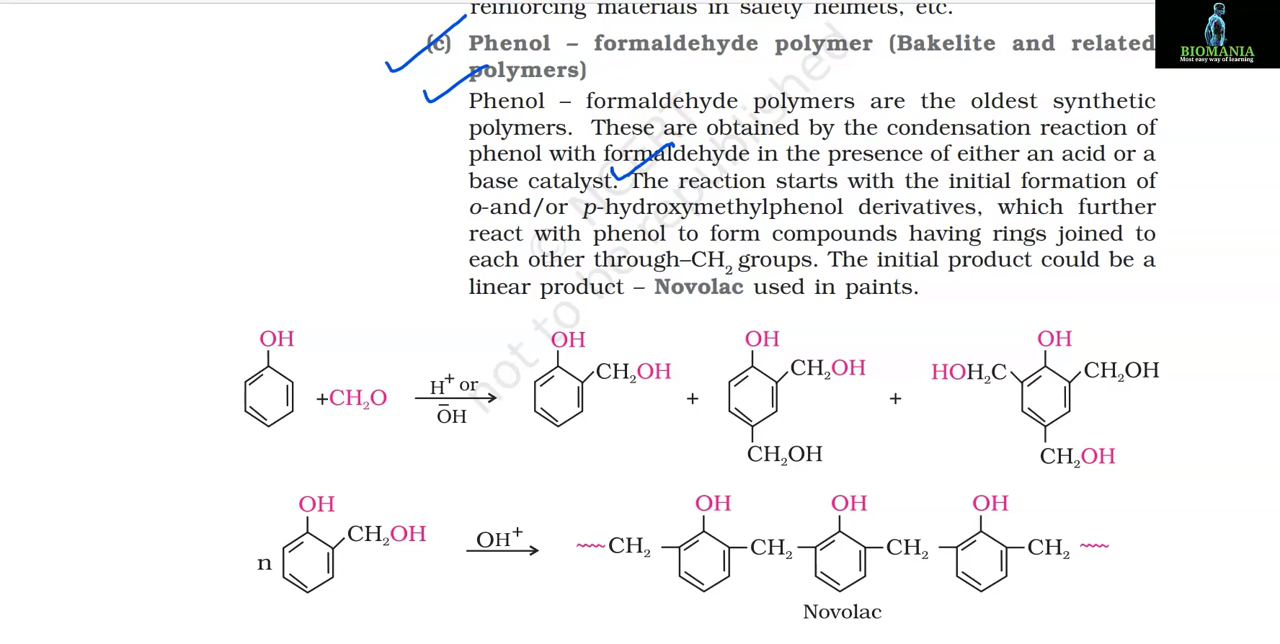 reinforcing materials in safety helmets, etc.
BIOMANIA
Most easy way of learning
(c) Phenol – formaldehyde polymer (Bakelite and related
polymers)
Phenol – formaldehyde polymers are the oldest synthetic
polymers. These are obtained by the condensation reaction of
phenol with formaldehyde in the presence of either an acid or a
base catalyst. The reaction starts with the initial formation of
o-and/or p-hydroxymethylphenol derivatives, which further
react with phenol to form compounds having rings joined to
each other through–CH₂ groups. The initial product could be a
linear product – Novolac used in paints.
© NCERT
not to be republished
OH OH OH OH
CH₂OH CH₂OH HOH₂C CH₂OH
+CH₂O H⁺ or + +
O̅H
CH₂OH CH₂OH
OH OH OH OH
n CH₂OH OH⁺ CH₂ CH₂ CH₂ CH₂
Novolac